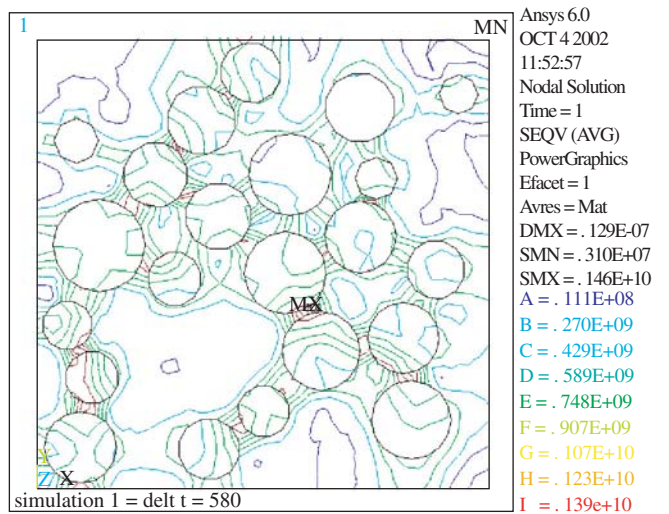 1
MN
MX
Y
Z X
simulation 1 = delt t = 580
Ansys 6.0
OCT 4 2002
11:52:57
Nodal Solution
Time = 1
SEQV (AVG)
PowerGraphics
Efacet = 1
Avres = Mat
DMX = . 129E-07
SMN = . 310E+07
SMX = . 146E+10
A = . 111E+08
B = . 270E+09
C = . 429E+09
D = . 589E+09
E = . 748E+09
F = . 907E+09
G = . 107E+10
H = . 123E+10
I = . 139e+10